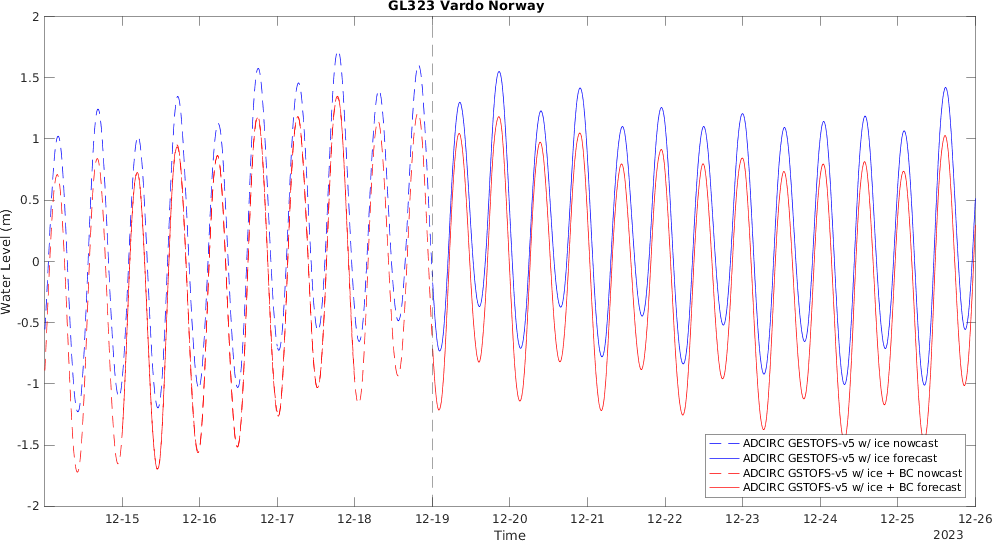 GL323 Vardo Norway
2
1.5
1
0.5
0
-0.5
-1
-1.5
-2
Water Level (m)
ADCIRC GESTOFS-v5 w/ ice nowcast
ADCIRC GESTOFS-v5 w/ ice forecast
ADCIRC GSTOFS-v5 w/ ice + BC nowcast
ADCIRC GSTOFS-v5 w/ ice + BC forecast
12-15 12-16 12-17 12-18 12-19 12-20 12-21 12-22 12-23 12-24 12-25 12-26
Time
2023